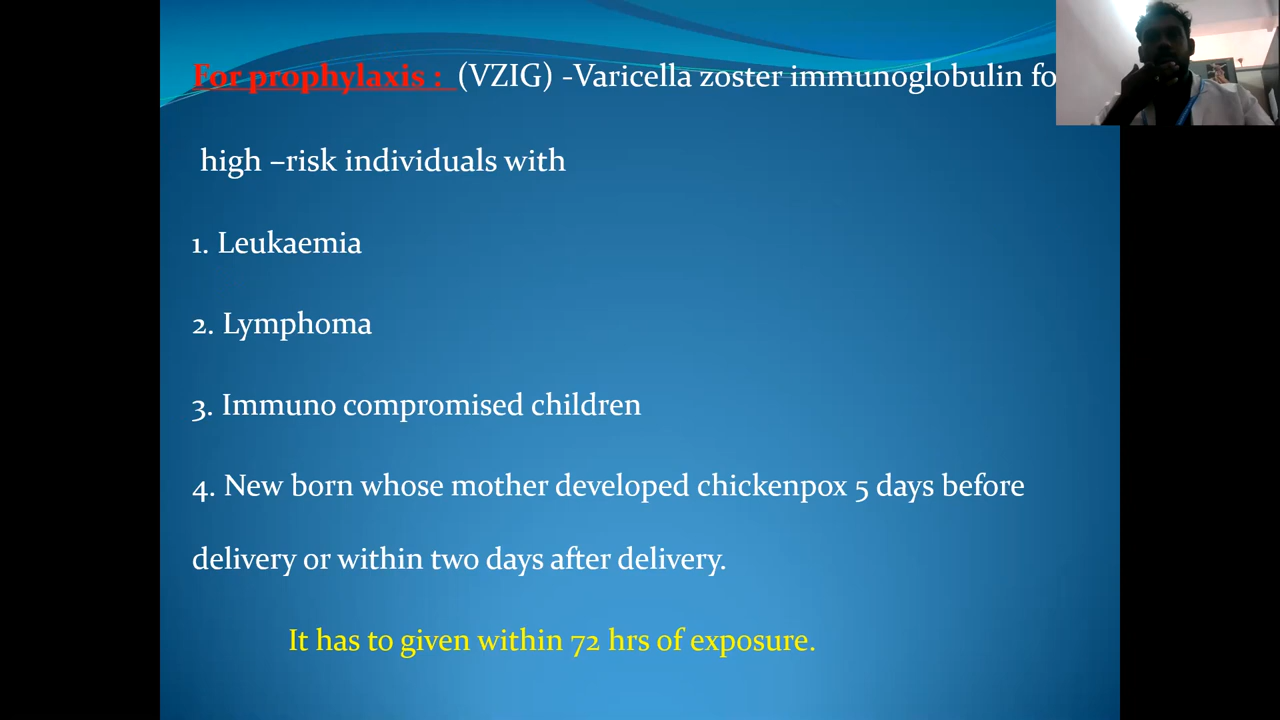 For prophylaxis : (VZIG) -Varicella zoster immunoglobulin
high –risk individuals with
1. Leukaemia
2. Lymphoma
3. Immuno compromised children
4. New born whose mother developed chickenpox 5 days before
delivery or within two days after delivery.
It has to given within 72 hrs of exposure.